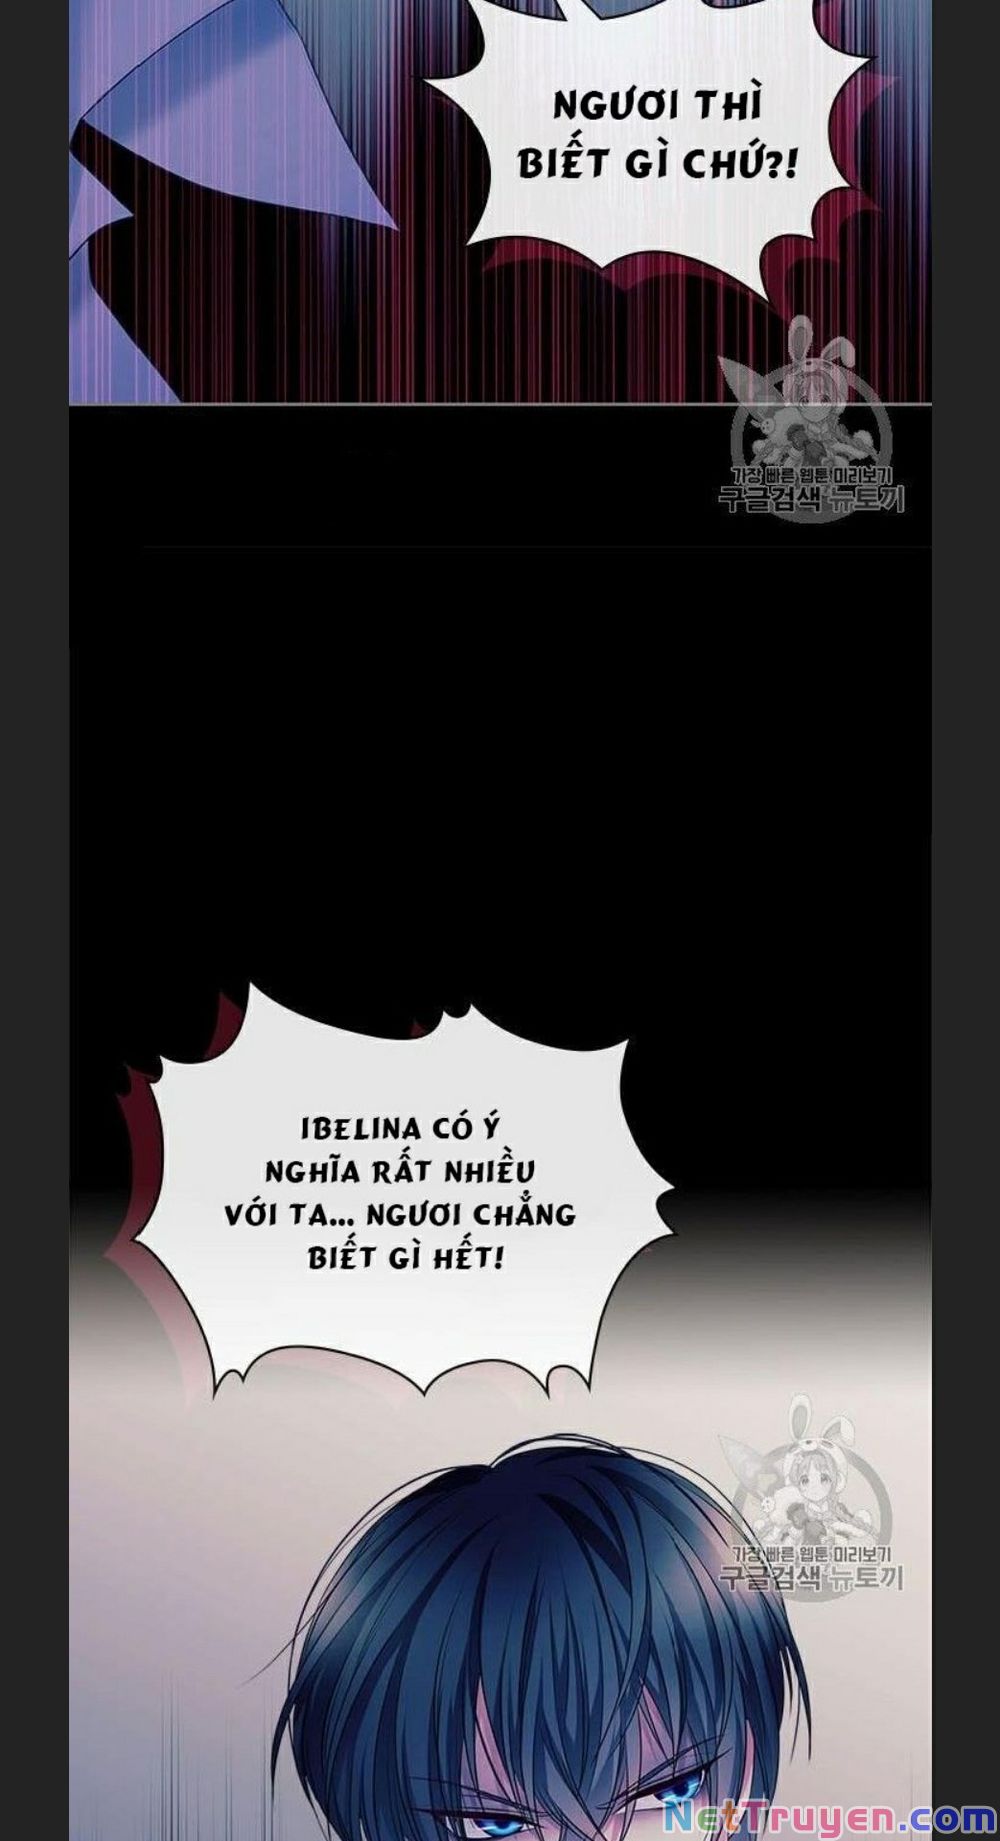 NGƯƠI THÌ
BIẾT GÌ CHỨ?!
가장 빠른 웹툰 미리보기
구글검색 뉴토끼
IBELINA CÓ Ý
NGHĨA RẤT NHIỀU
VỚI TA... NGƯƠI CHẲNG
BIẾT GÌ HẾT!
가장 빠른 웹툰 미리보기
구글검색 뉴토끼
NetTruyen.com